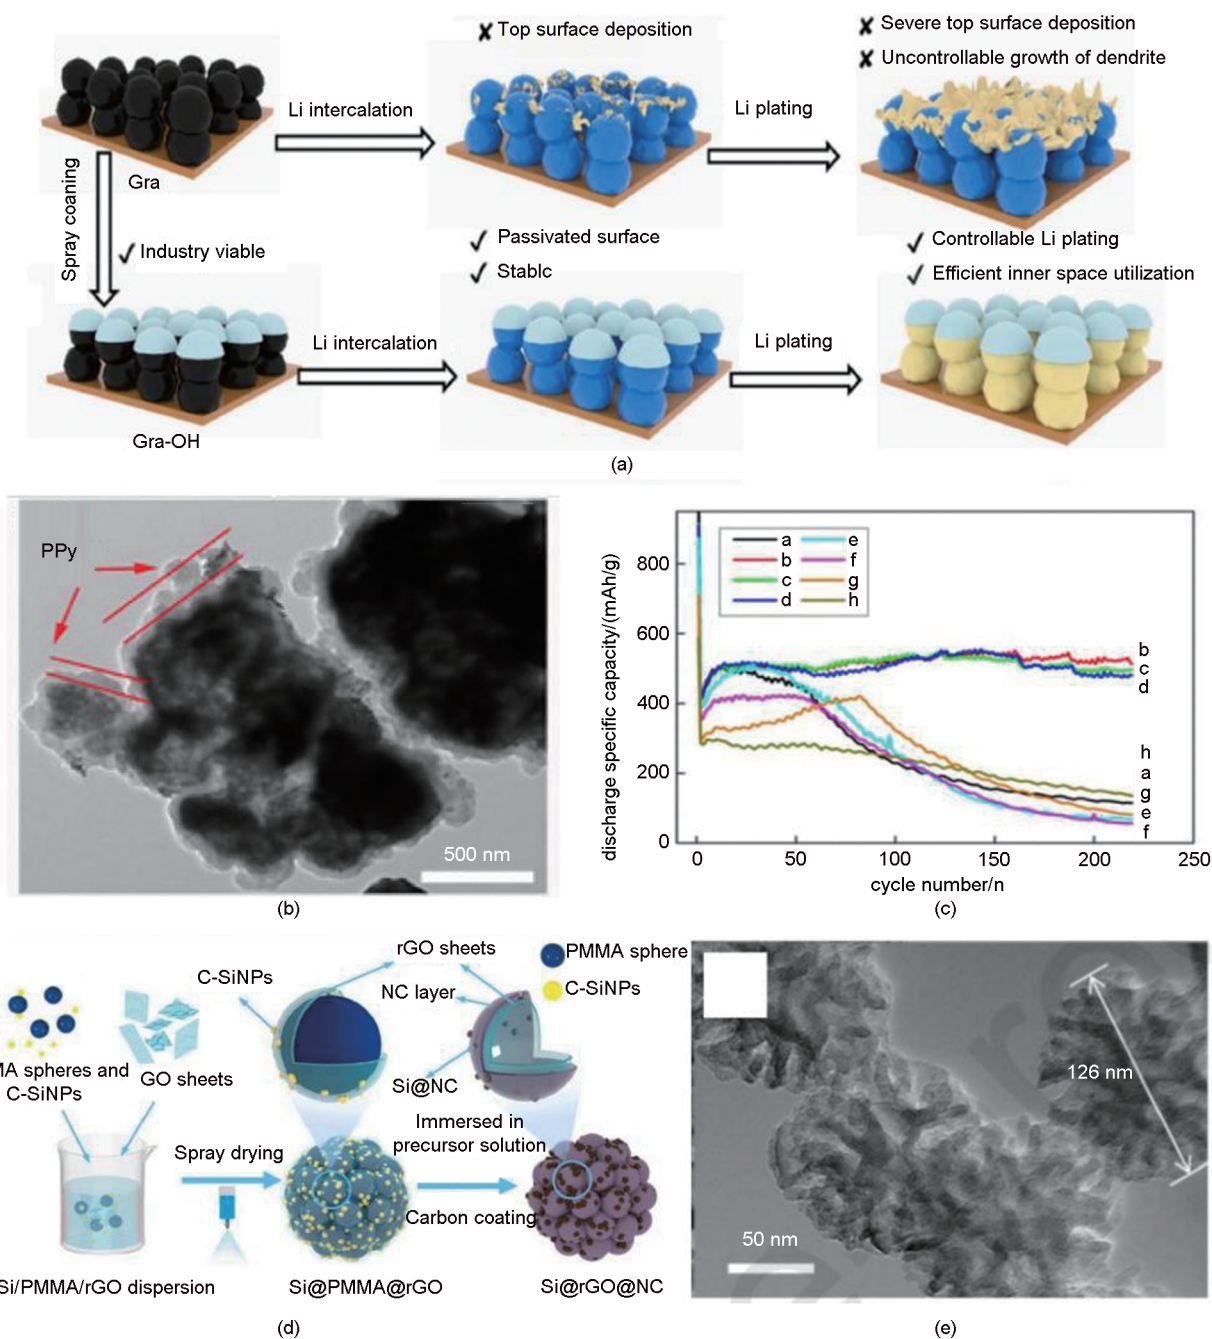 ✘ Top surface deposition
✘ Severe top surface deposition
✘ Uncontrollable growth of dendrite
Li intercalation
Li plating
Gra
Spray coaning
✓ Industry viable
✓ Passivated surface
✓ Stablc
✓ Controllable Li plating
✓ Efficient inner space utilization
Li intercalation
Li plating
Gra-OH
(a)
PPy
500 nm
(b)
discharge specific capacity/(mAh/g)
800
600
400
200
0
a
b
c
d
e
f
g
h
b
c
d
h
a
g
e
f
0
50
100
150
200
250
cycle number/n
(c)
rGO sheets
PMMA sphere
C-SiNPs
NC layer
C-SiNPs
MA spheres and
C-SiNPs
GO sheets
Si@NC
Immersed in
precursor solution
Spray drying
Carbon coating
Si/PMMA/rGO dispersion
Si@PMMA@rGO
Si@rGO@NC
(d)
126 nm
50 nm
(e)